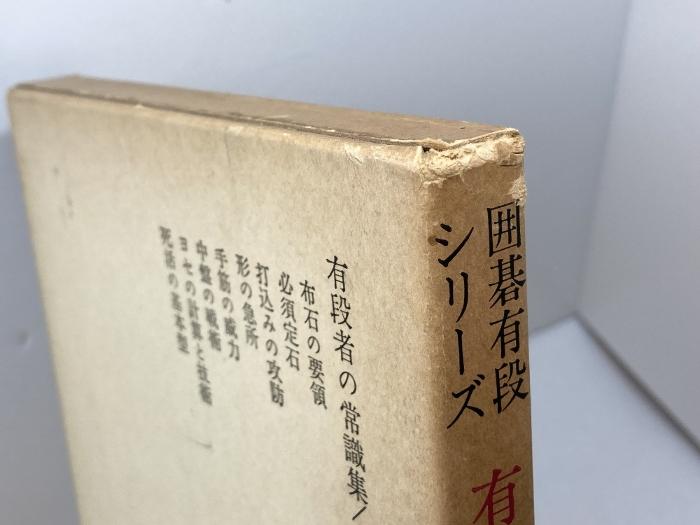 囲碁有段
シリーズ
有
有段者の常識集/
布石の要領
必須定石
打込みの攻防
形の急所
手筋の威力
中盤の戦術
ヨセの計算と技術
死活の基本型